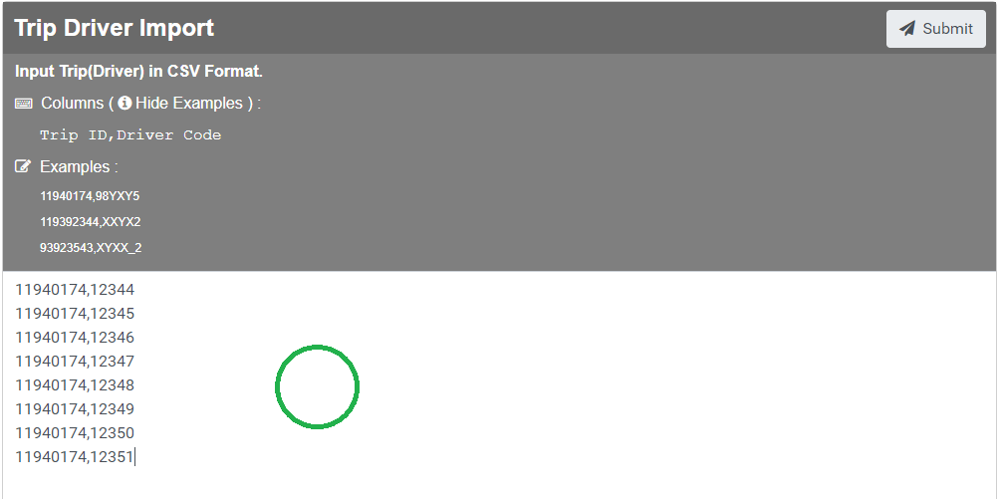 Trip Driver Import
Submit
Input Trip(Driver) in CSV Format.
Columns ( Hide Examples ) :
Trip ID,Driver Code
Examples :
11940174,98YXY5
119392344,XXYX2
93923543,XYXX_2
11940174,12344
11940174,12345
11940174,12346
11940174,12347
11940174,12348
11940174,12349
11940174,12350
11940174,12351